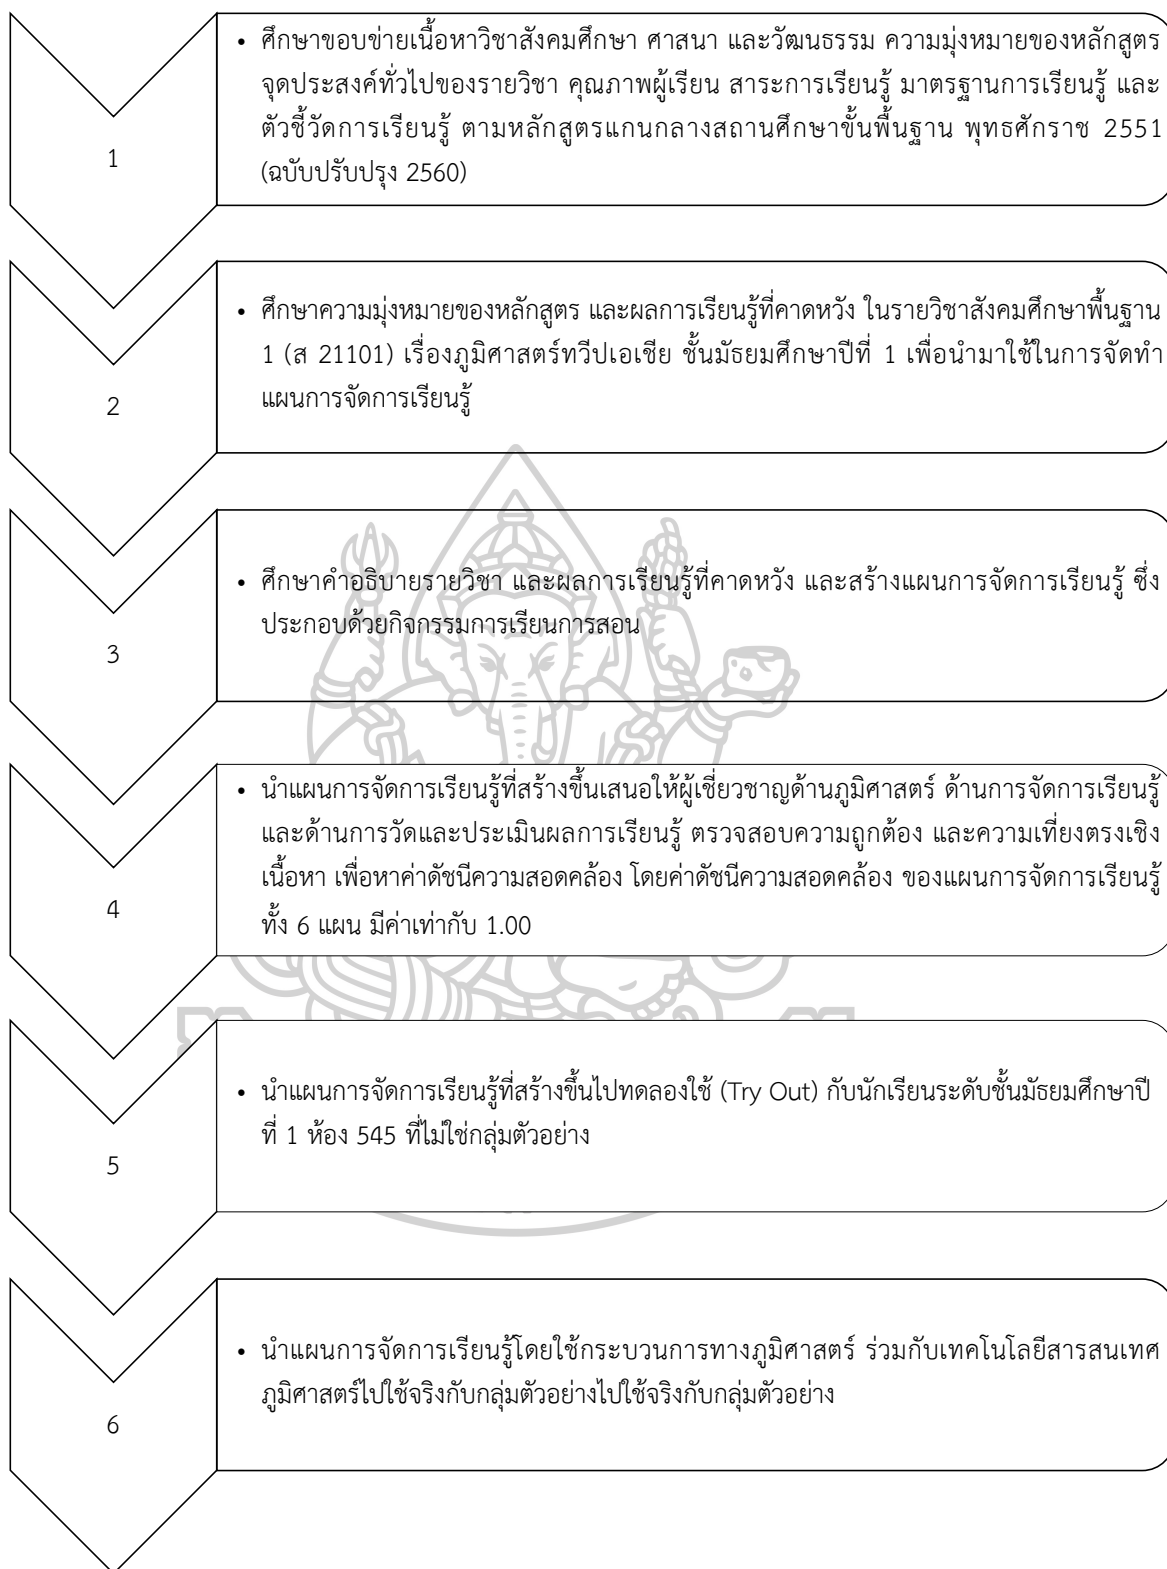 • ศึกษาขอบข่ายเนื้อหาวิชาสังคมศึกษา ศาสนา และวัฒนธรรม ความมุ่งหมายของหลักสูตร
จุดประสงค์ทั่วไปของรายวิชา คุณภาพผู้เรียน สาระการเรียนรู้ มาตรฐานการเรียนรู้ และ
ตัวชี้วัดการเรียนรู้ ตามหลักสูตรแกนกลางสถานศึกษาขั้นพื้นฐาน พุทธศักราช 2551
(ฉบับปรับปรุง 2560)
1
• ศึกษาความมุ่งหมายของหลักสูตร และผลการเรียนรู้ที่คาดหวัง ในรายวิชาสังคมศึกษาพื้นฐาน
1 (ส 21101) เรื่องภูมิศาสตร์ทวีปเอเชีย ชั้นมัธยมศึกษาปีที่ 1 เพื่อนำมาใช้ในการจัดทำ
แผนการจัดการเรียนรู้
2
• ศึกษาคำอธิบายรายวิชา และผลการเรียนรู้ที่คาดหวัง และสร้างแผนการจัดการเรียนรู้ ซึ่ง
ประกอบด้วยกิจกรรมการเรียนการสอน
3
• นำแผนการจัดการเรียนรู้ที่สร้างขึ้นเสนอให้ผู้เชี่ยวชาญด้านภูมิศาสตร์ ด้านการจัดการเรียนรู้
และด้านการวัดและประเมินผลการเรียนรู้ ตรวจสอบความถูกต้อง และความเที่ยงตรงเชิง
เนื้อหา เพื่อหาค่าดัชนีความสอดคล้อง โดยค่าดัชนีความสอดคล้อง ของแผนการจัดการเรียนรู้
ทั้ง 6 แผน มีค่าเท่ากับ 1.00
4
• นำแผนการจัดการเรียนรู้ที่สร้างขึ้นไปทดลองใช้ (Try Out) กับนักเรียนระดับชั้นมัธยมศึกษาปี
ที่ 1 ห้อง 545 ที่ไม่ใช่กลุ่มตัวอย่าง
5
• นำแผนการจัดการเรียนรู้โดยใช้กระบวนการทางภูมิศาสตร์ ร่วมกับเทคโนโลยีสารสนเทศ
ภูมิศาสตร์ไปใช้จริงกับกลุ่มตัวอย่างไปใช้จริงกับกลุ่มตัวอย่าง
6